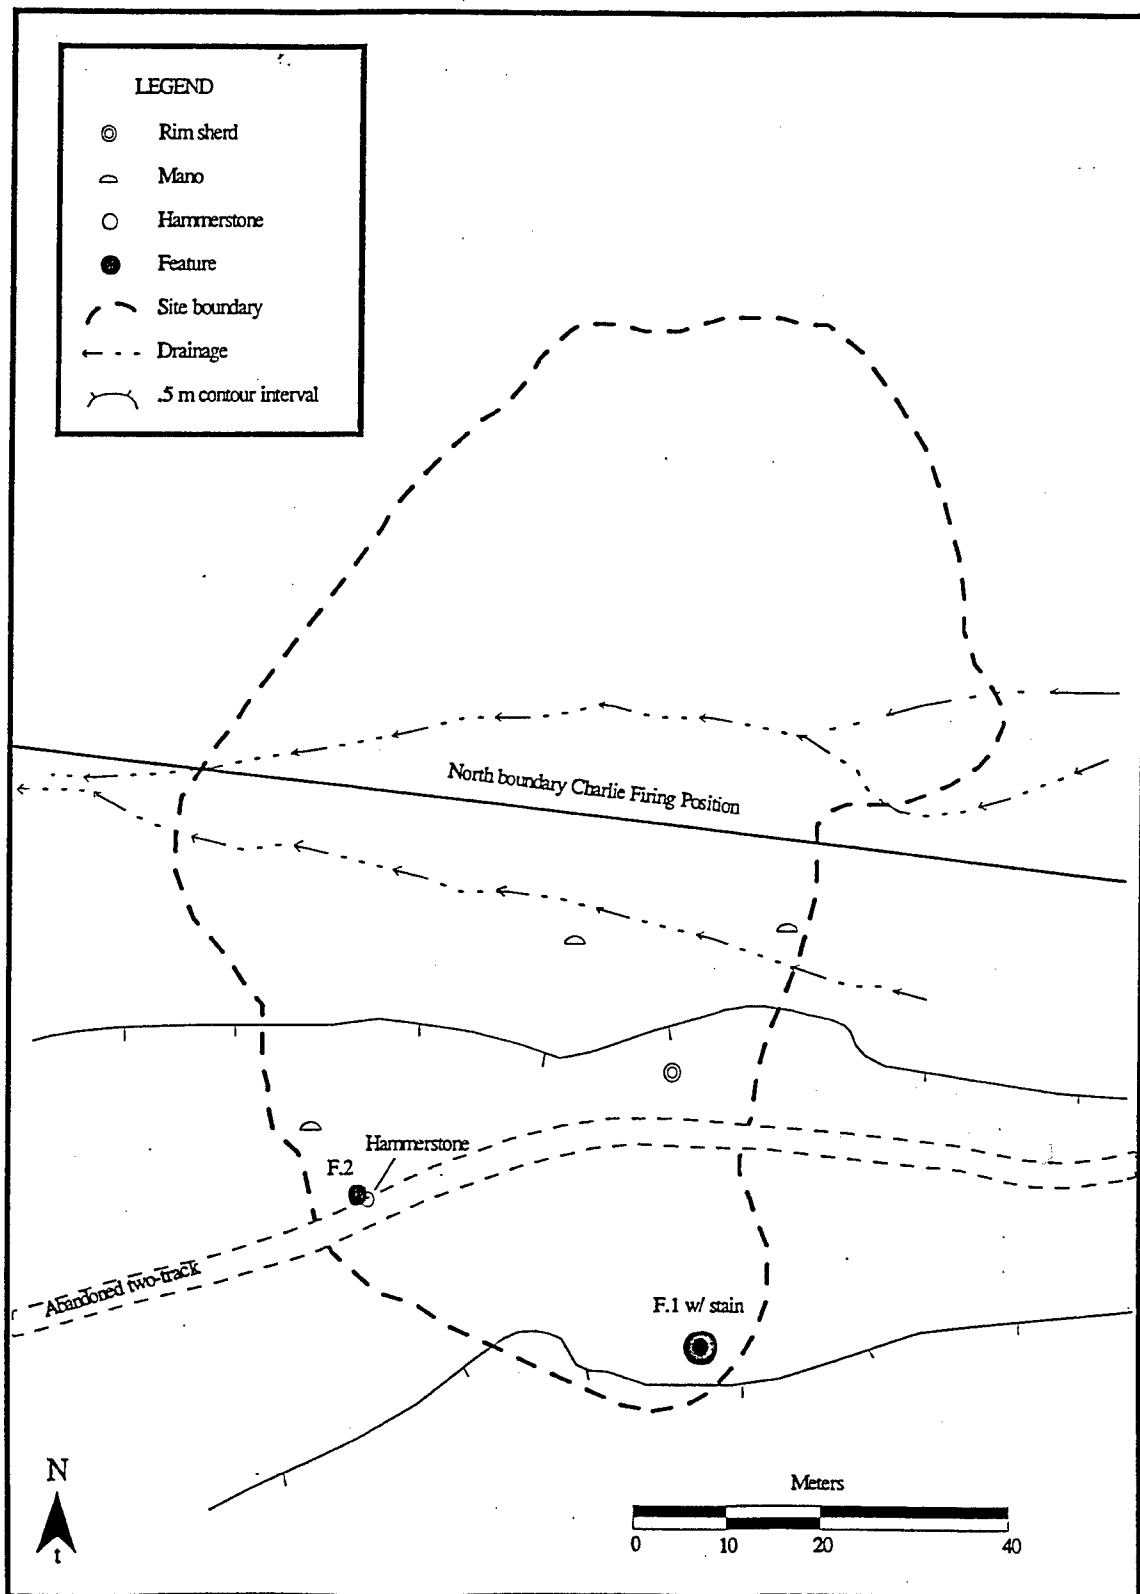 LEGEND
Rim sherd
Mano
Hammerstone
Feature
Site boundary
Drainage
.5 m contour interval
North boundary Charlie Firing Position
Hammerstone
F.2
Abandoned two-track
F.1 w/ stain
N
t
Meters
0 10 20 40